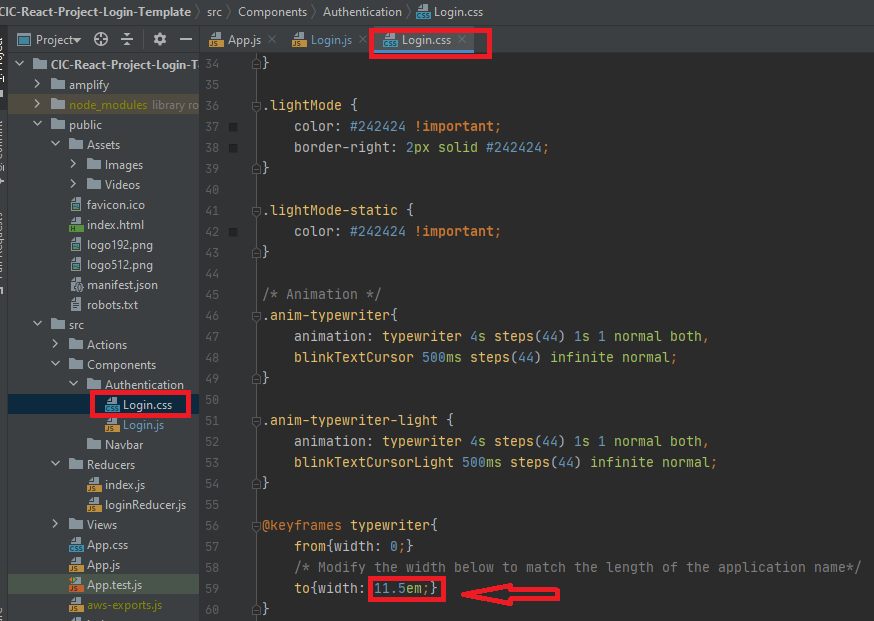 CIC-React-Project-Login-Template src Components Authentication Login.css
Project App.js Login.js Login.css
CIC-React-Project-Login-T
amplify
node_modules library ro
public
Assets
Images
Videos
favicon.ico
index.html
logo192.png
logo512.png
manifest.json
robots.txt
src
Actions
Components
Authentication
Login.css
Login.js
Navbar
Reducers
index.js
loginReducer.js
Views
App.css
App.js
App.test.js
aws-exports.js
34 }
35
36 .lightMode {
37 color: #242424 !important;
38 border-right: 2px solid #242424;
39 }
40
41 .lightMode-static {
42 color: #242424 !important;
43 }
44
45 /* Animation */
46 .anim-typewriter{
47 animation: typewriter 4s steps(44) 1s 1 normal both,
48 blinkTextCursor 500ms steps(44) infinite normal;
49 }
50
51 .anim-typewriter-light {
52 animation: typewriter 4s steps(44) 1s 1 normal both,
53 blinkTextCursorLight 500ms steps(44) infinite normal;
54 }
55
56 @keyframes typewriter{
57 from{width: 0;}
58 /* Modify the width below to match the length of the application name*/
59 to{width: 11.5em;}
60 }